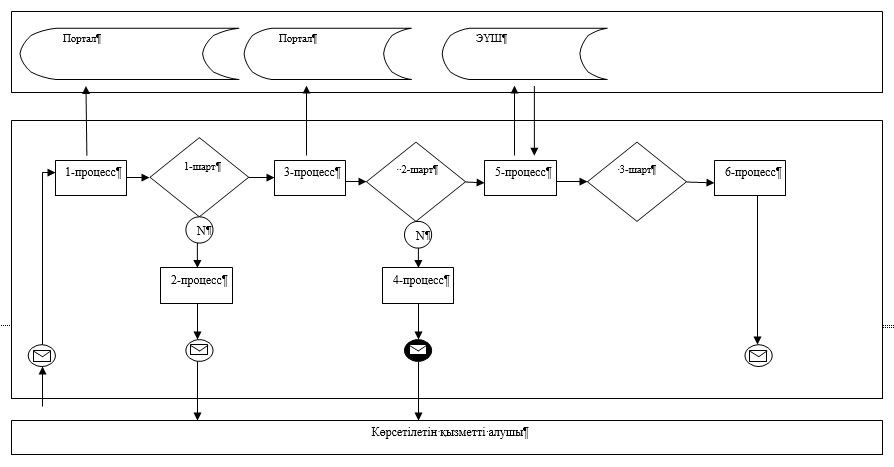 Портал¶
Портал¶
ЭҮШ¶
1-процесс¶
1-шарт¶
3-процесс¶
··2-шарт¶
5-процесс¶
·3-шарт¶
6-процесс¶
N¶
N¶
2-процесс¶
4-процесс¶
Көрсетілетін·қызметті·алушы¶